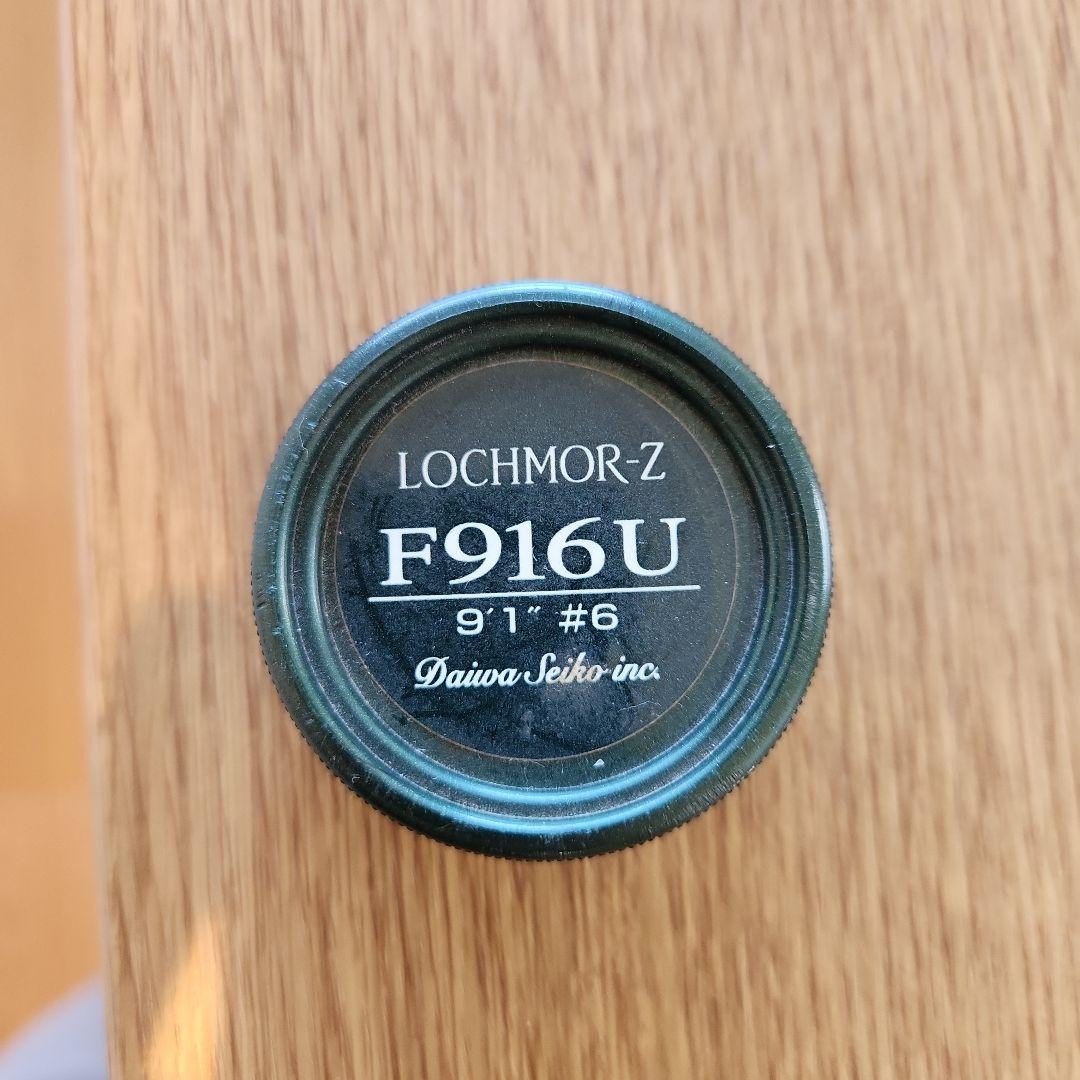 LOCHMOR-Z
F916U
9'1" #6
Daiwa Seiko inc.